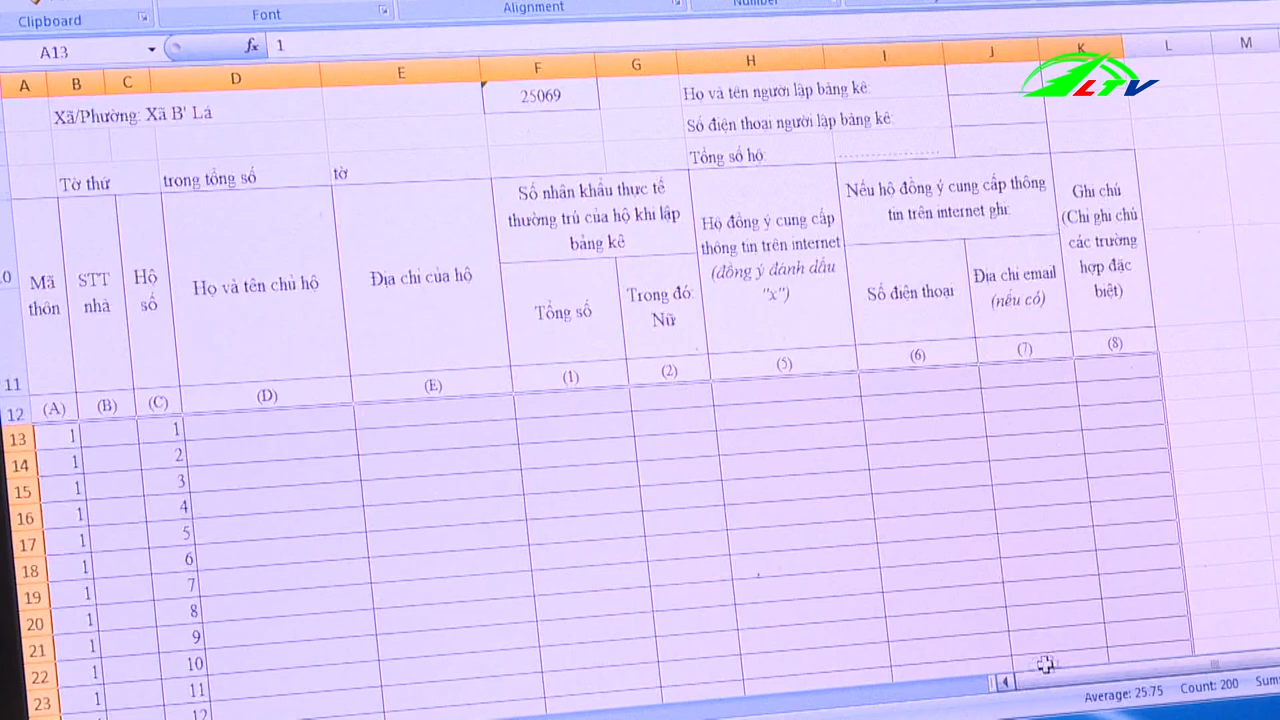 Clipboard
Font
Alignment
Number
A13
fx
1
A B C D E F G H I J K L M
LTV
Xã/Phường: Xã B' Lá
25069
Họ và tên người lập bảng kê:
Số điện thoại người lập bảng kê:
Tổng số hộ:
Tờ thứ
trong tổng số
tờ
10
11
12
Mã
thôn
STT
nhà
Hộ
số
Họ và tên chủ hộ
Địa chỉ của hộ
Số nhân khẩu thực tế
thường trú của hộ khi lập
bảng kê
Tổng số
Trong đó:
Nữ
Hộ đồng ý cung cấp
thông tin trên internet
(đồng ý đánh dấu
"x")
Nếu hộ đồng ý cung cấp thông
tin trên internet ghi:
Số điện thoại
Địa chỉ email
(nếu có)
Ghi chú
(Chỉ ghi chú
các trường
hợp đặc
biệt)
(A) (B) (C) (D) (E) (1) (2) (5) (6) (7) (8)
13 1 1
14 1 2
15 1 3
16 1 4
17 1 5
18 1 6
19 1 7
20 1 8
21 1 9
22 1 10
23 1 11
1 12
Average: 25.75 Count: 200 Sum: